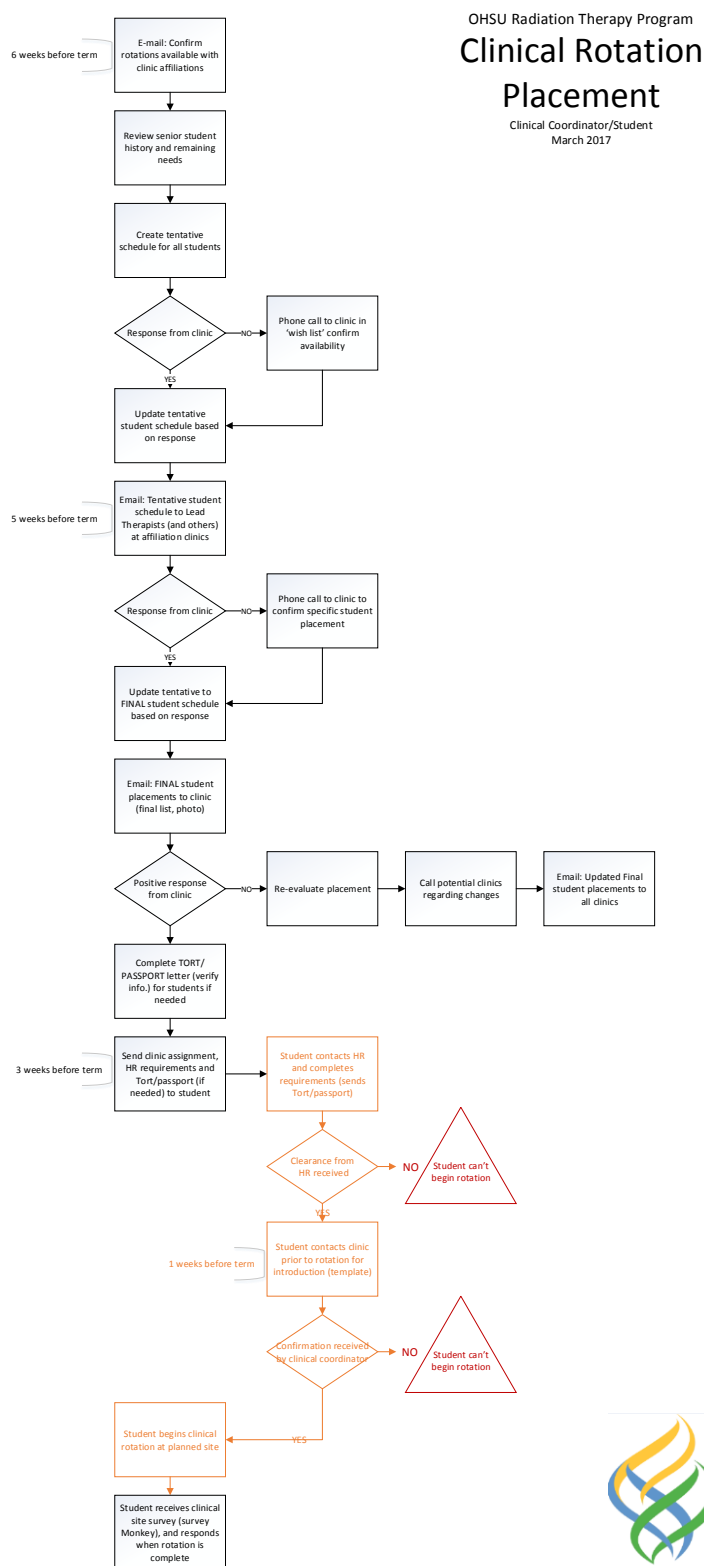 OHSU Radiation Therapy Program
Clinical Rotation
Placement
Clinical Coordinator/Student
March 2017
6 weeks before term
E-mail: Confirm
rotations available with
clinic affiliations
Review senior student
history and remaining
needs
Create tentative
schedule for all students
Response from clinic
NO
Phone call to clinic in
‘wish list’ confirm
availability
YES
Update tentative
student schedule based
on response
5 weeks before term
Email: Tentative student
schedule to Lead
Therapists (and others)
at affiliation clinics
Response from clinic
NO
Phone call to clinic to
confirm specific student
placement
YES
Update tentative to
FINAL student schedule
based on response
Email: FINAL student
placements to clinic
(final list, photo)
Positive response
from clinic
NO
Re-evaluate placement
Call potential clinics
regarding changes
Email: Updated Final
student placements to
all clinics
Complete TORT/
PASSPORT letter (verify
info.) for students if
needed
3 weeks before term
Send clinic assignment,
HR requirements and
Tort/passport (if
needed) to student
Student contacts HR
and completes
requirements (sends
Tort/passport)
Clearance from
HR received
NO
Student can’t
begin rotation
YES
1 weeks before term
Student contacts clinic
prior to rotation for
introduction (template)
Confirmation received
by clinical coordinator
NO
Student can’t
begin rotation
YES
Student begins clinical
rotation at planned site
Student receives clinical
site survey (survey
Monkey), and responds
when rotation is
complete